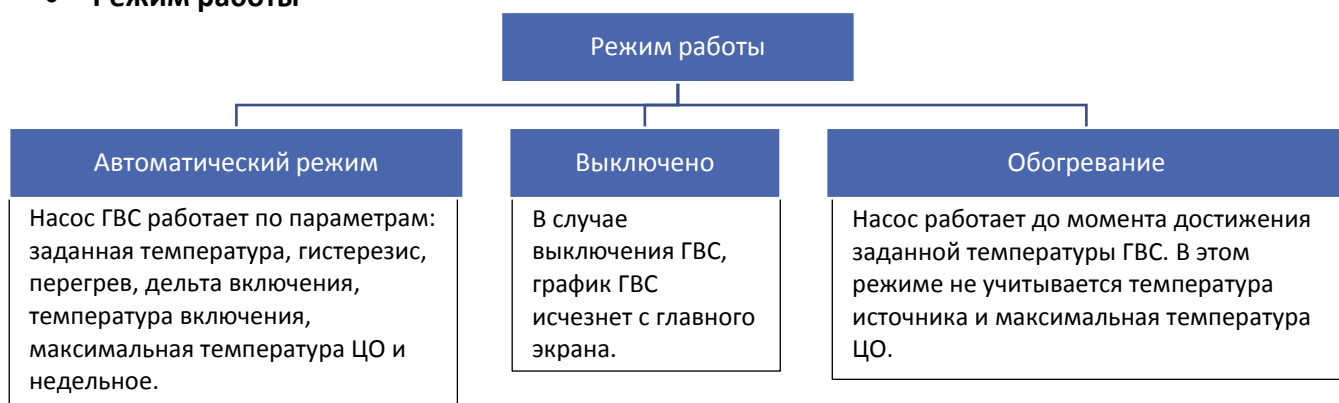 • Режим работы
Режим работы
Автоматический режим
Насос ГВС работает по параметрам:
заданная температура, гистерезис,
перегрев, дельта включения,
температура включения,
максимальная температура ЦО и
недельное.
Выключено
В случае
выключения ГВС,
график ГВС
исчезнет с главного
экрана.
Обогревание
Насос работает до момента достижения
заданной температуры ГВС. В этом
режиме не учитывается температура
источника и максимальная температура
ЦО.